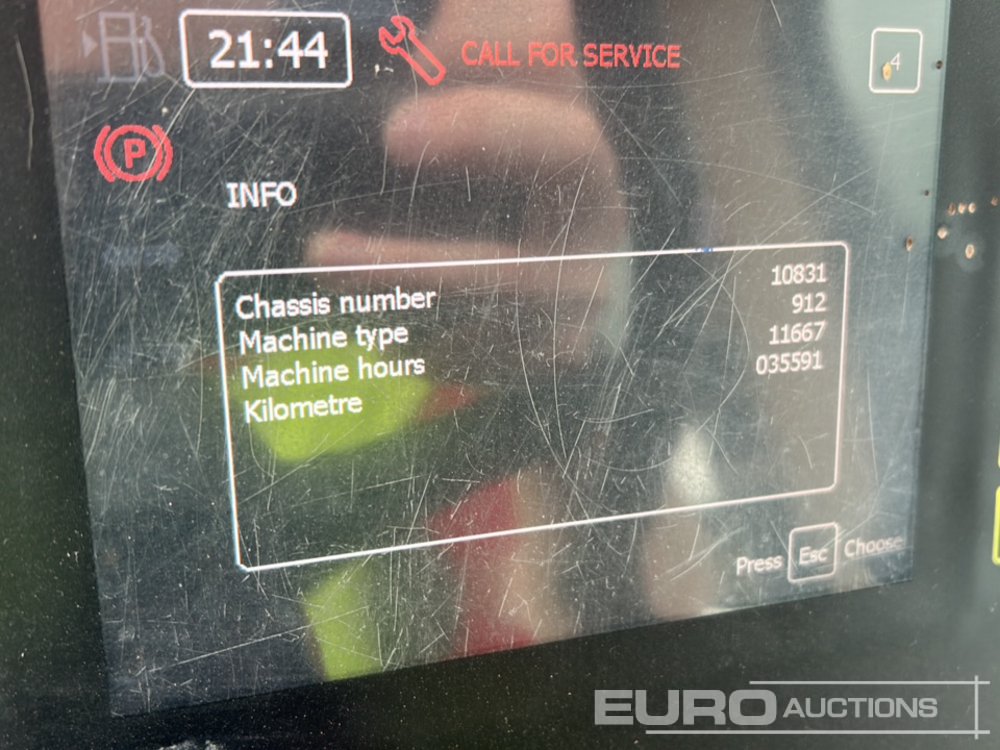 21:44 CALL FOR SERVICE 4
P
INFO
Chassis number 10831
Machine type 912
Machine hours 11667
Kilometre 035591
Press Esc Choose
EURO AUCTIONS